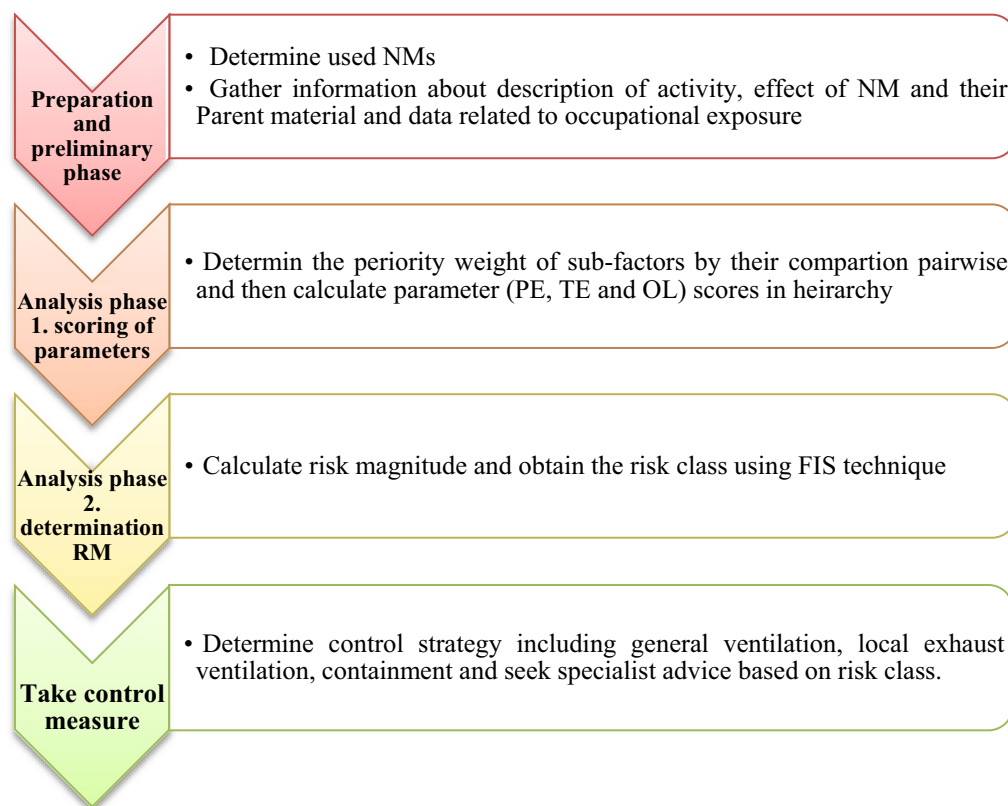 Preparation
and
preliminary
phase
• Determine used NMs
• Gather information about description of activity, effect of NM and their
Parent material and data related to occupational exposure
Analysis phase
1. scoring of
parameters
• Determin the periority weight of sub-factors by their compartion pairwise
and then calculate parameter (PE, TE and OL) scores in heirarchy
Analysis phase
2.
determination
RM
• Calculate risk magnitude and obtain the risk class using FIS technique
Take control
measure
• Determine control strategy including general ventilation, local exhaust
ventilation, containment and seek specialist advice based on risk class.